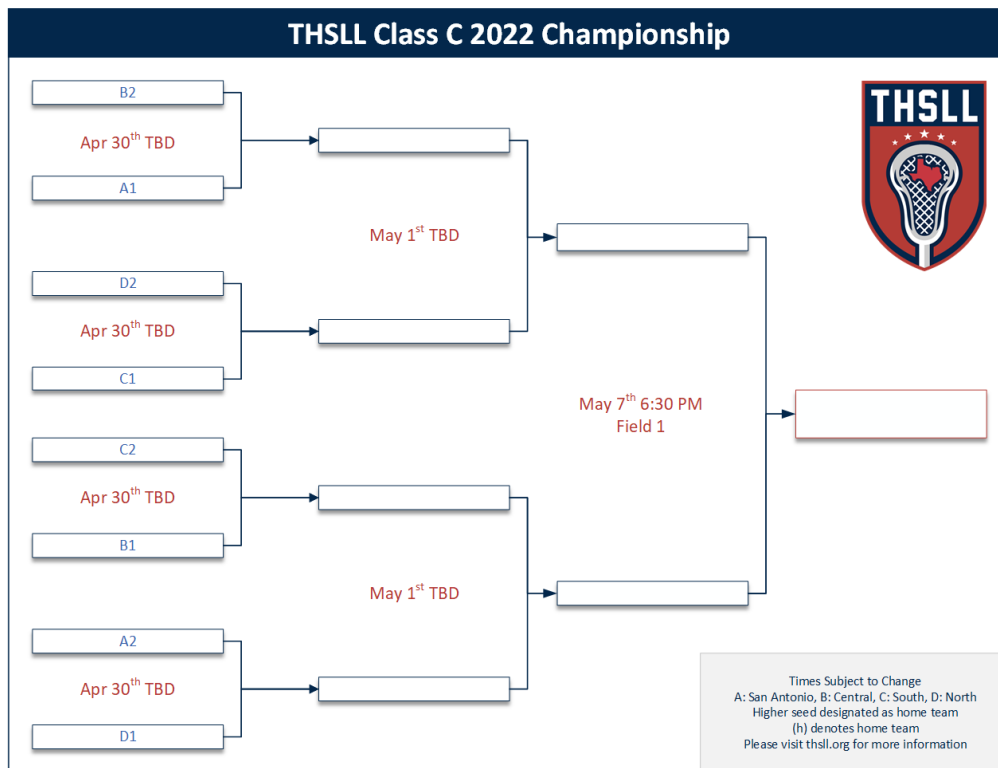 THSLL Class C 2022 Championship
THSLL
B2
Apr 30th TBD
A1
May 1st TBD
D2
Apr 30th TBD
C1
May 7th 6:30 PM
Field 1
C2
Apr 30th TBD
B1
May 1st TBD
A2
Apr 30th TBD
D1
Times Subject to Change
A: San Antonio, B: Central, C: South, D: North
Higher seed designated as home team
(h) denotes home team
Please visit thsll.org for more information